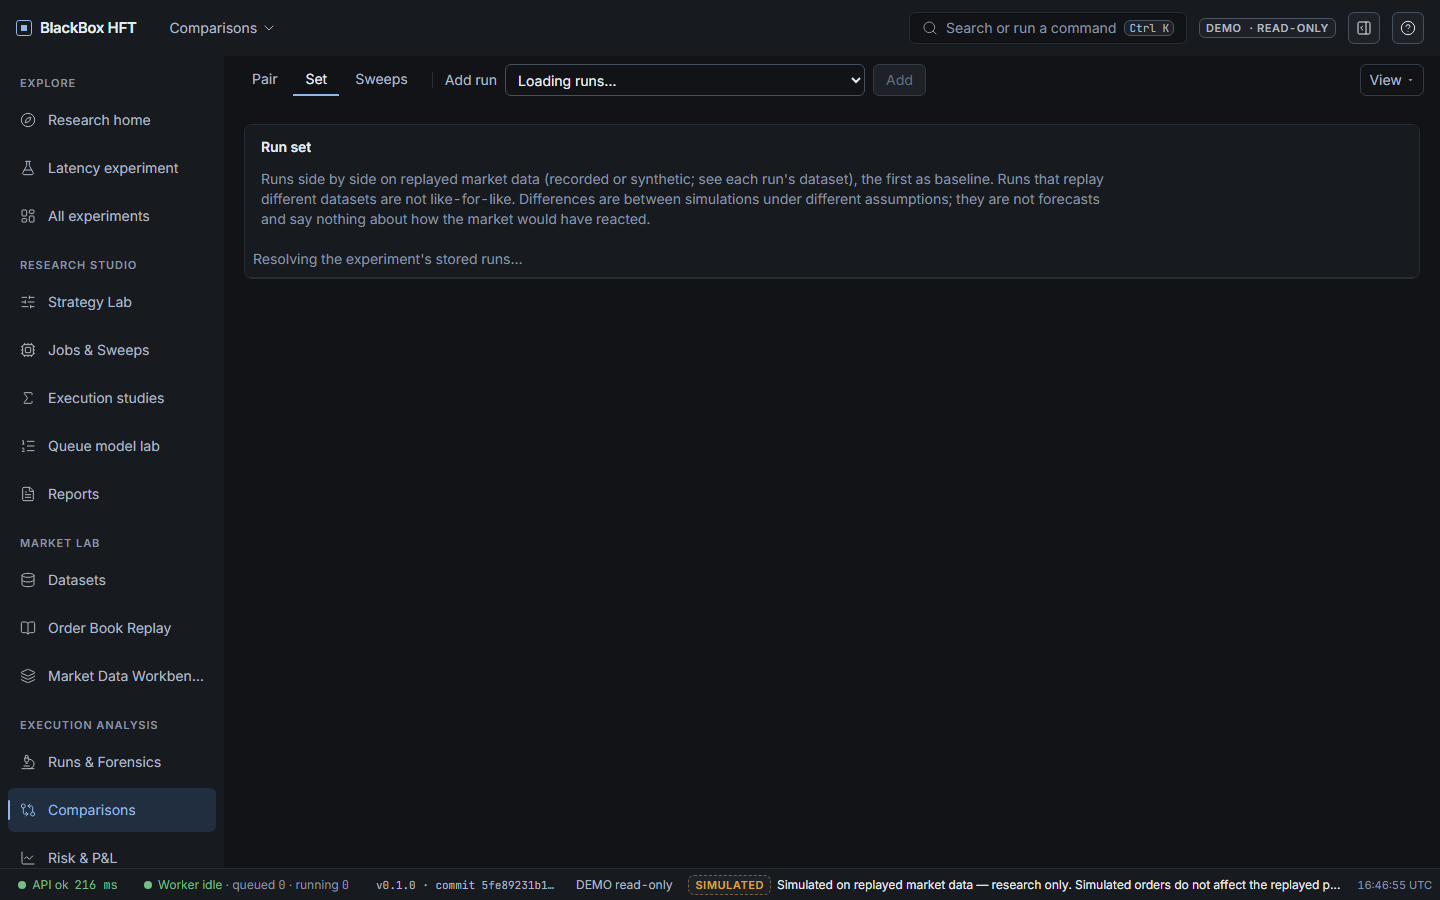 BlackBox HFT
Comparisons
Search or run a command Ctrl K
DEMO · READ-ONLY
EXPLORE
Research home
Latency experiment
All experiments
RESEARCH STUDIO
Strategy Lab
Jobs & Sweeps
Execution studies
Queue model lab
Reports
MARKET LAB
Datasets
Order Book Replay
Market Data Workben...
EXECUTION ANALYSIS
Runs & Forensics
Comparisons
Risk & P&L
Pair Set Sweeps Add run Loading runs... Add View
Run set
Runs side by side on replayed market data (recorded or synthetic; see each run's dataset), the first as baseline. Runs that replay
different datasets are not like-for-like. Differences are between simulations under different assumptions; they are not forecasts
and say nothing about how the market would have reacted.
Resolving the experiment's stored runs...
API ok 216 ms Worker idle · queued 0 · running 0 v0.1.0 · commit 5fe89231b1… DEMO read-only SIMULATED Simulated on replayed market data — research only. Simulated orders do not affect the replayed p... 16:46:55 UTC